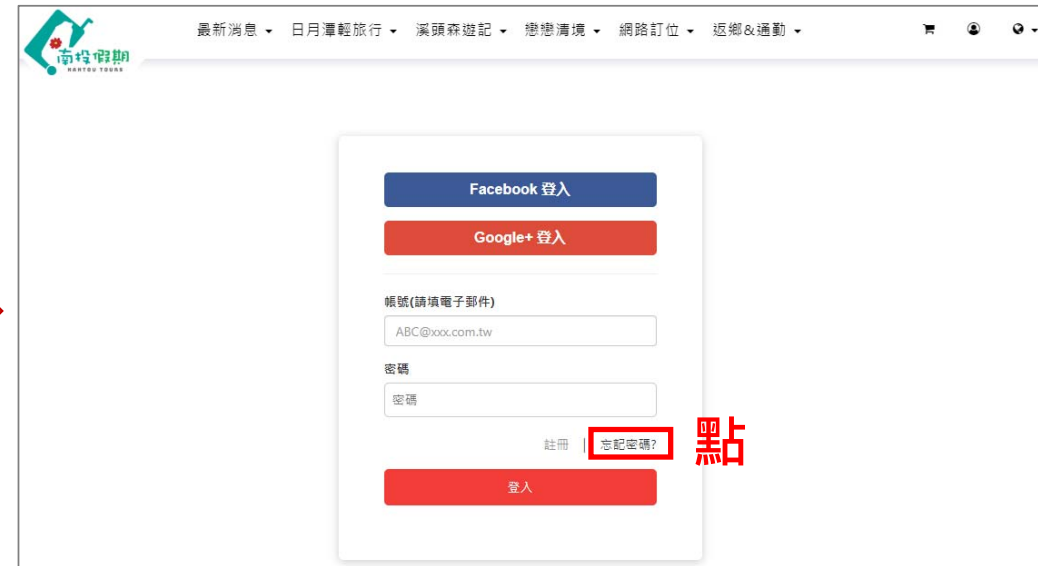 南投假期
NANTOU TOURS
最新消息 日月潭輕旅行 溪頭森遊記 戀戀清境 網路訂位 返鄉&通勤
Facebook 登入
Google+ 登入
帳號(請填電子郵件)
ABC@xxx.com.tw
密碼
密碼
註冊 | 忘記密碼?
點
登入